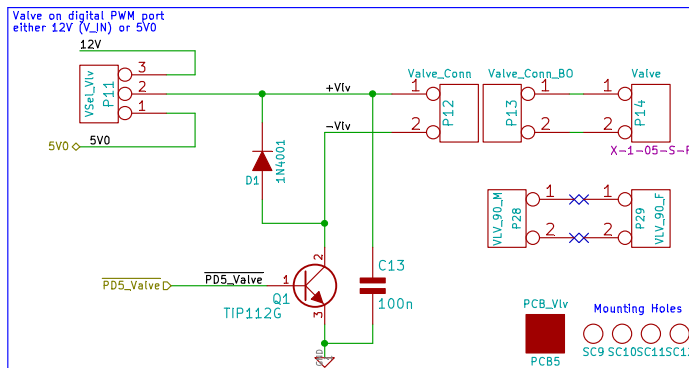 Valve on digital PWM port
either 12V (V_IN) or 5V0
12V
VSel_Vlv
P11
3
2
1
5V0
5V0
+Vlv
-Vlv
D1
1N4001
Valve_Conn
1
2
P12
Valve_Conn_BO
P13
1
2
Valve
1
2
P14
X-1-05-S-
VLV_90_M
P28
1
2
1
2
P29
VLV_90_F
PD5_Valve
PD5_Valve
1
2
3
Q1
TIP112G
C13
100n
GND
PCB_Vlv
PCB5
Mounting Holes
SC9
SC10
SC11